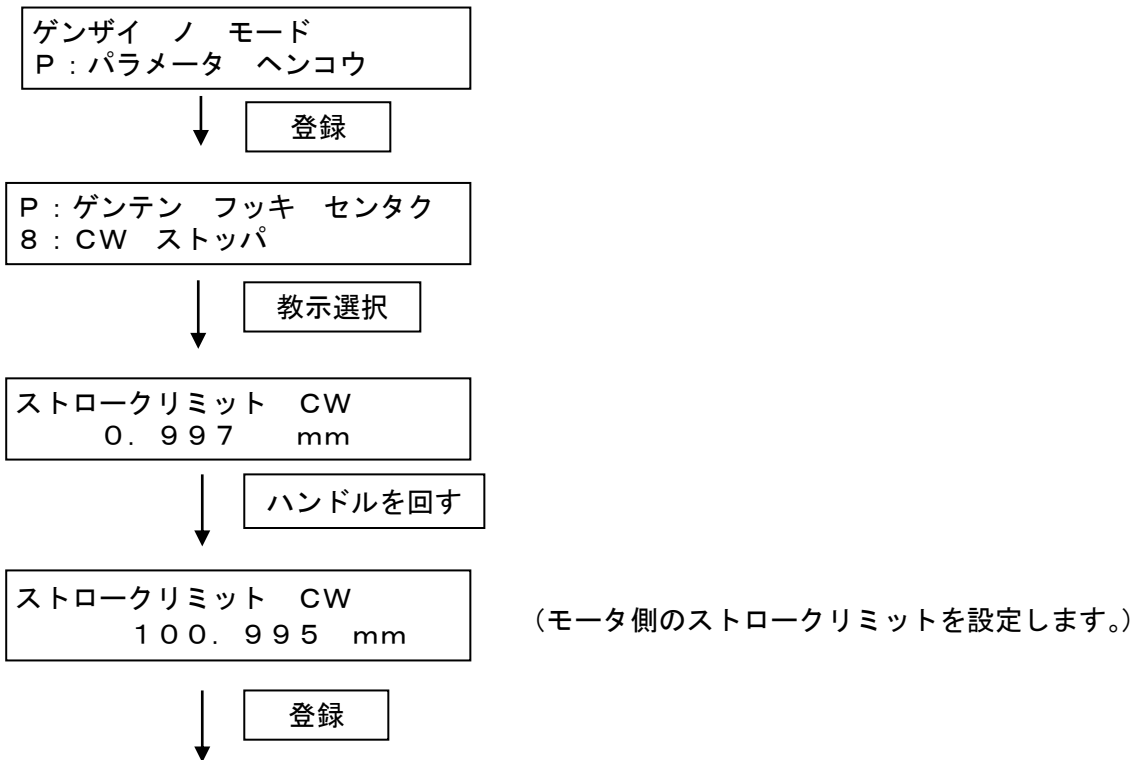 ゲンザイ　ノ　モード
Ｐ：パラメータ　ヘンコウ
登録
Ｐ：ゲンテン　フッキ　センタク
８：ＣＷ　ストッパ
教示選択
ストロークリミット　ＣＷ
０．９９７　ｍｍ
ハンドルを回す
ストロークリミット　ＣＷ
１００．９９５　ｍｍ
（モータ側のストロークリミットを設定します。）
登録